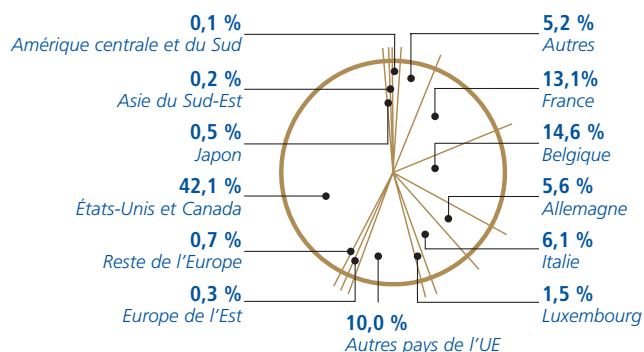 0,1 %
Amérique centrale et du Sud
0,2 %
Asie du Sud-Est
0,5 %
Japon
42,1 %
États-Unis et Canada
0,7 %
Reste de l'Europe
0,3 %
Europe de l'Est
10,0 %
Autres pays de l'UE
5,2 %
Autres
13,1%
France
14,6 %
Belgique
5,6 %
Allemagne
6,1 %
Italie
1,5 %
Luxembourg